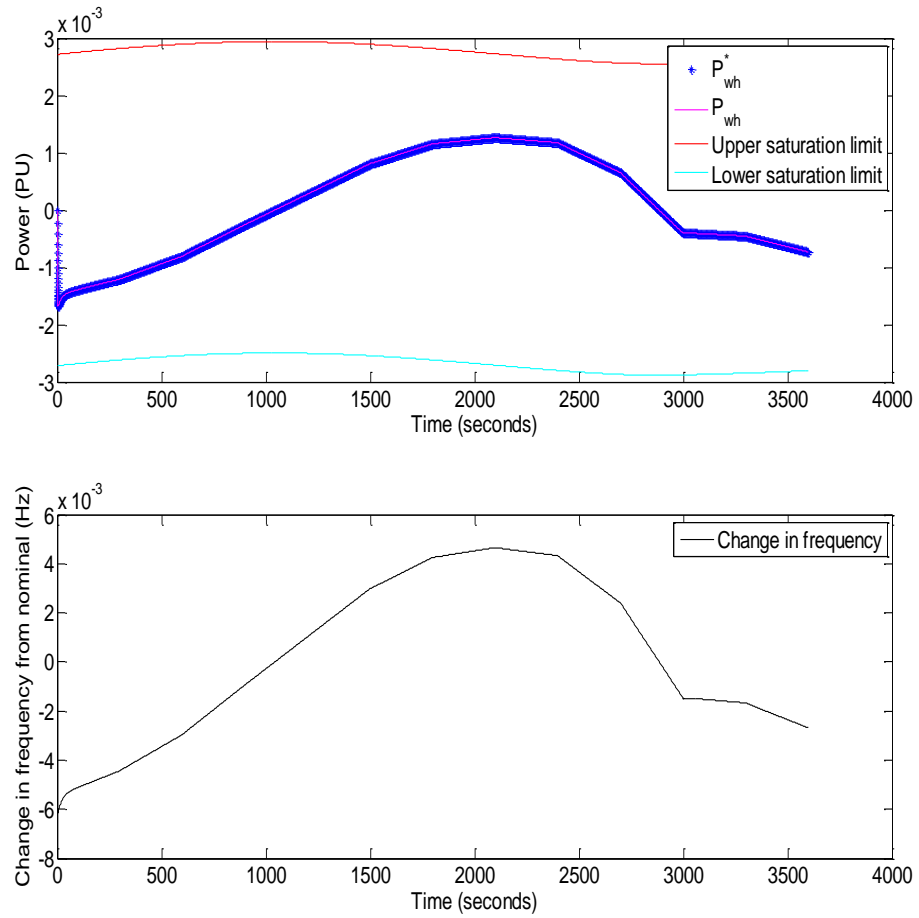 x 10^-3
3
2
1
0
-1
-2
-3
Power (PU)
P*wh
Pwh
Upper saturation limit
Lower saturation limit
0 500 1000 1500 2000 2500 3000 3500 4000
Time (seconds)
x 10^-3
6
4
2
0
-2
-4
-6
-8
Change in frequency from nominal (Hz)
Change in frequency
0 500 1000 1500 2000 2500 3000 3500 4000
Time (seconds)